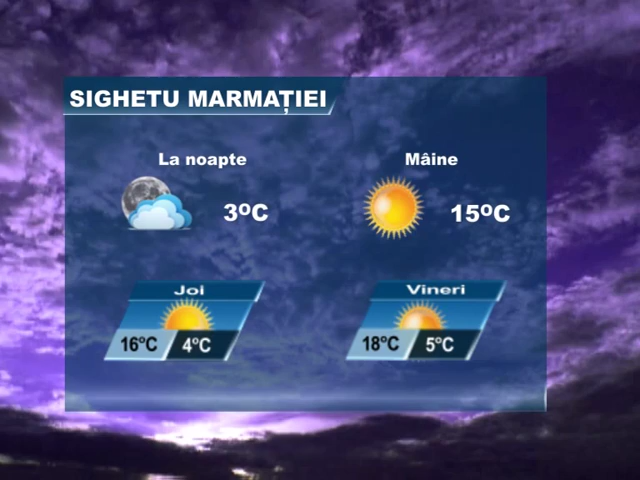 SIGHETU MARMAȚIEI
La noapte
Mâine
3ºC
15ºC
Joi
Vineri
16°C
4°C
18°C
5°C